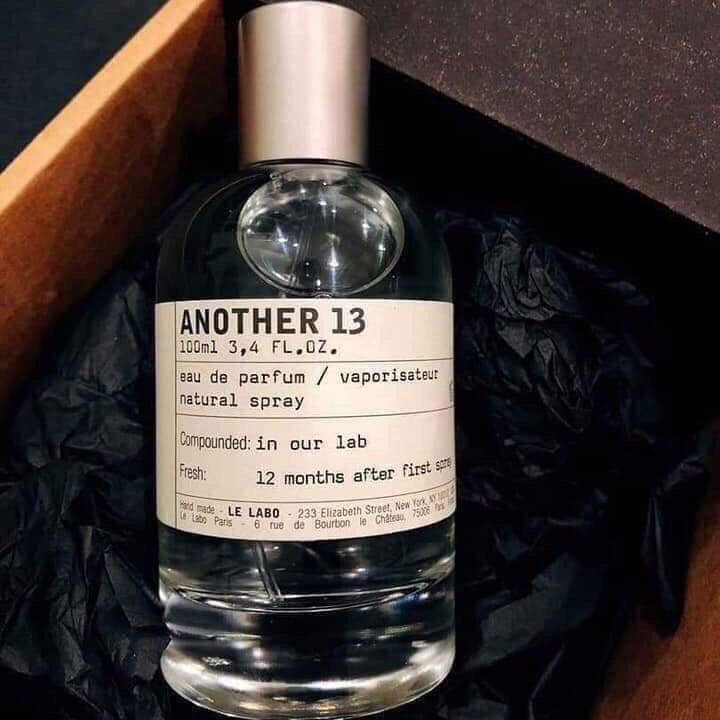 ANOTHER 13
100ml 3,4 FL.OZ.
eau de parfum / vaporisateur
natural spray
Compounded: in our lab
Fresh: 12 months after first spray
Hand made - LE LABO - 233 Elizabeth Street, New York, NY
Le Labo Paris - 6 rue de Bourbon le Château, 75006 Paris